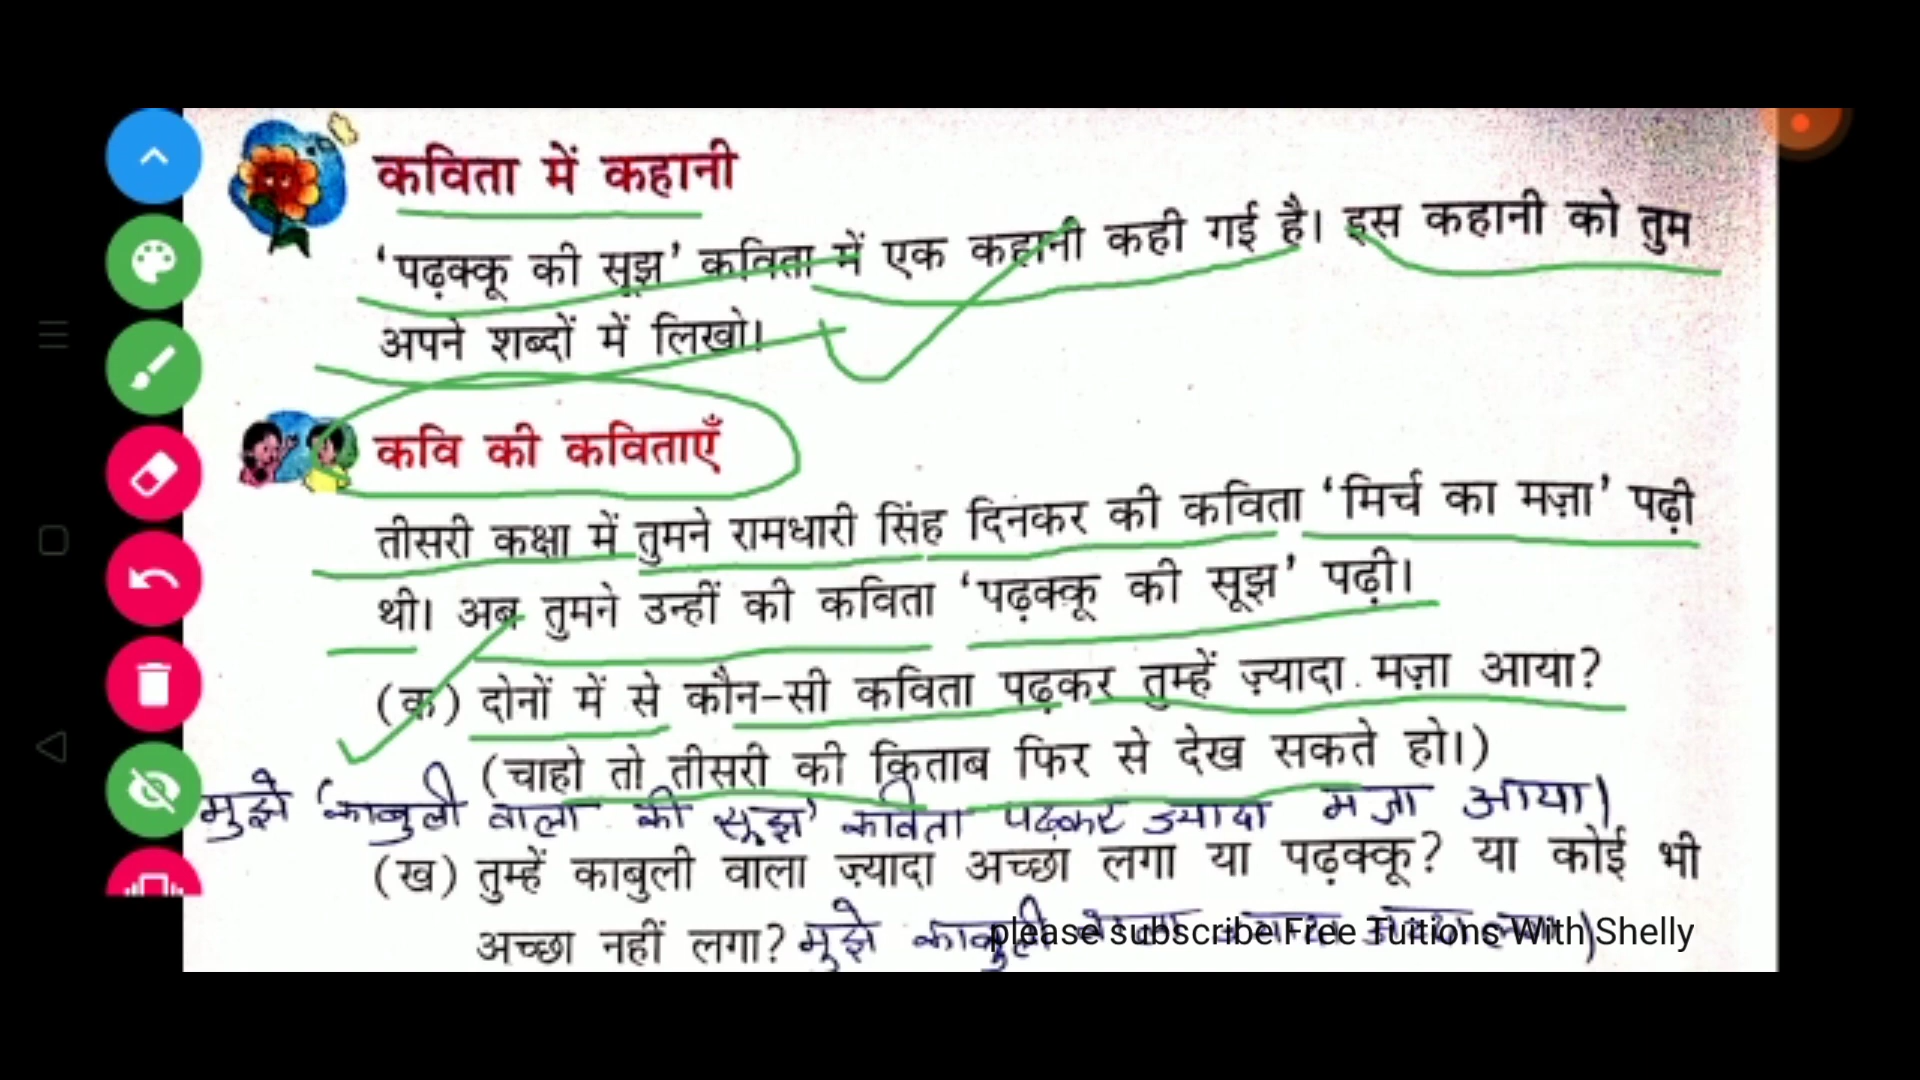 कविता में कहानी
‘पढ़क्कू की सूझ’ कविता में एक कहानी कही गई है। इस कहानी को तुम
अपने शब्दों में लिखो।
कवि की कविताएँ
तीसरी कक्षा में तुमने रामधारी सिंह दिनकर की कविता ‘मिर्च का मज़ा’ पढ़ी
थी। अब तुमने उन्हीं की कविता ‘पढ़क्कू की सूझ’ पढ़ी।
(क) दोनों में से कौन-सी कविता पढ़कर तुम्हें ज़्यादा मज़ा आया?
(चाहो तो तीसरी की किताब फिर से देख सकते हो।)
मुझे ‘काबुली वाला की सूझ’ कविता पढ़कर ज्यादा मजा आया।
(ख) तुम्हें काबुली वाला ज़्यादा अच्छा लगा या पढ़क्कू? या कोई भी
अच्छा नहीं लगा? मुझे काबुली
please subscribe Free Tuitions With Shelly